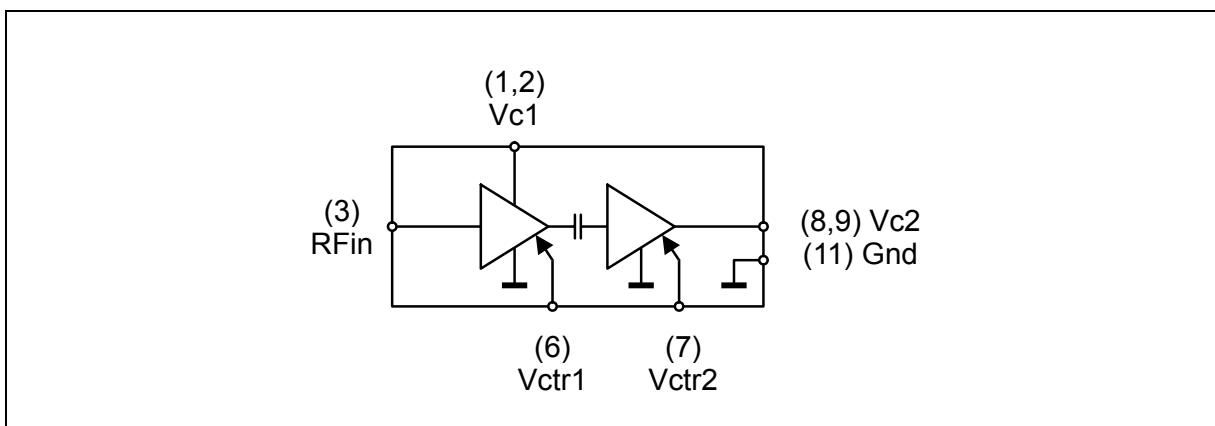 (1,2)
Vc1
(3)
RFin
(8,9) Vc2
(11) Gnd
(6)
Vctr1
(7)
Vctr2